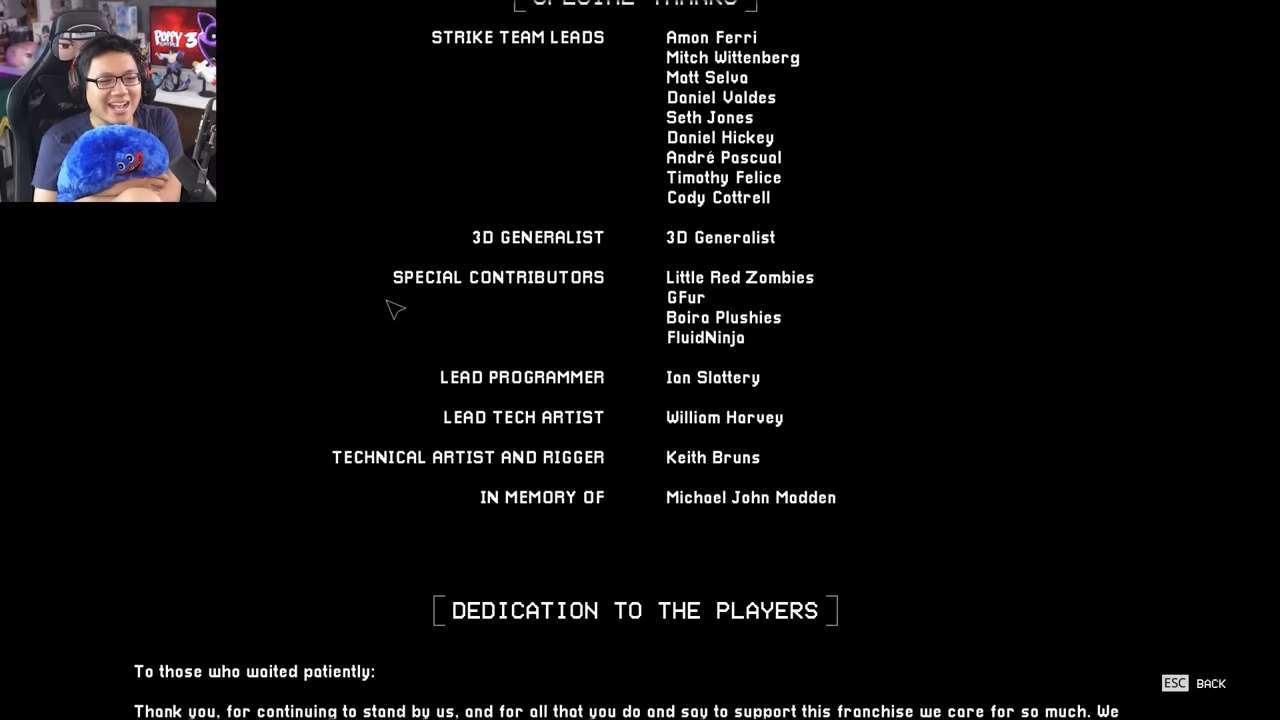 SPECIAL THANKS
POPPY 3
STRIKE TEAM LEADS Amon Ferri
Mitch Wittenberg
Matt Selva
Daniel Valdes
Seth Jones
Daniel Hickey
André Pascual
Timothy Felice
Cody Cottrell
3D GENERALIST 3D Generalist
SPECIAL CONTRIBUTORS Little Red Zombies
GFur
Boira Plushies
FluidNinja
LEAD PROGRAMMER Ian Slattery
LEAD TECH ARTIST William Harvey
TECHNICAL ARTIST AND RIGGER Keith Bruns
IN MEMORY OF Michael John Madden
DEDICATION TO THE PLAYERS
To those who waited patiently:
ESC BACK
Thank you, for continuing to stand by us, and for all that you do and say to support this franchise we care for so much. We